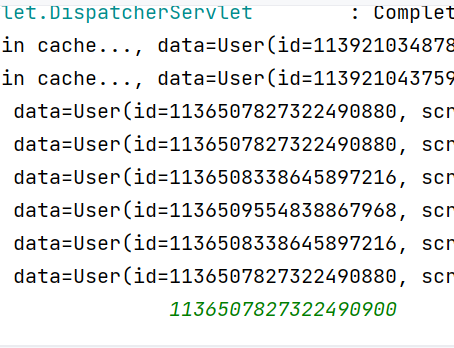 let.DispatcherServlet        : Complet
in cache..., data=User(id=113921034878
in cache..., data=User(id=113921043759
data=User(id=1136507827322490880, scr
data=User(id=1136507827322490880, scr
data=User(id=1136508338645897216, scr
data=User(id=1136509554838867968, scr
data=User(id=1136508338645897216, scr
data=User(id=1136507827322490880, scr
1136507827322490900